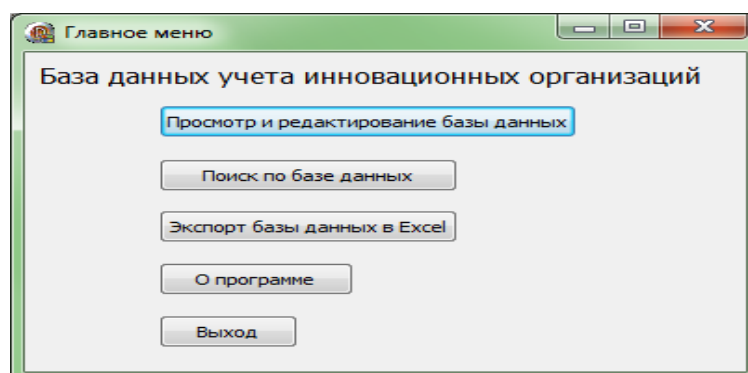 Главное меню
База данных учета инновационных организаций
Просмотр и редактирование базы данных
Поиск по базе данных
Экспорт базы данных в Excel
О программе
Выход